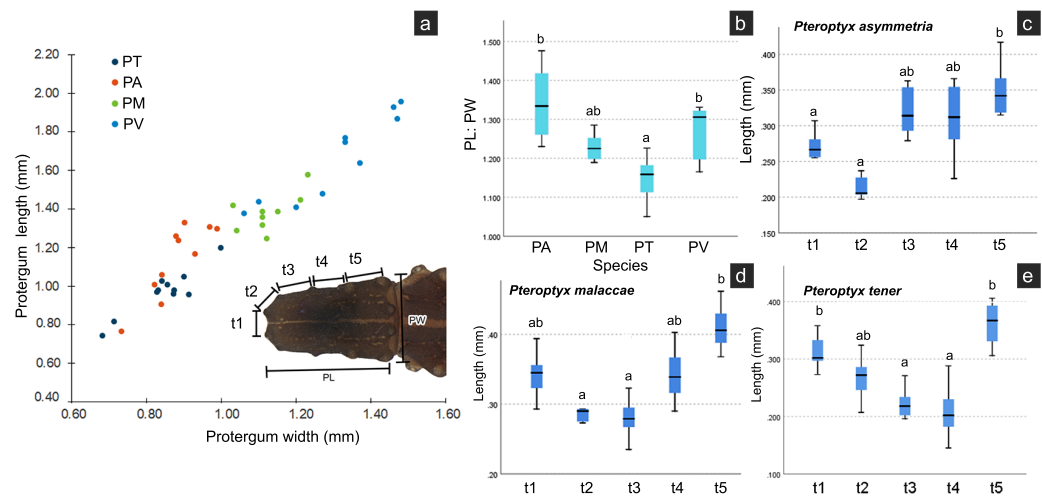 a
2.20
2.00
1.80
1.60
1.40
1.20
1.00
0.80
0.60
0.40
Protergum length (mm)
PT
PA
PM
PV
t1
t2
t3
t4
t5
PW
PL
0.60
0.80
1.00
1.20
1.40
1.60
Protergum width (mm)
b
1.500
1.400
1.300
1.200
1.100
1.000
PL: PW
b
ab
a
b
PA
PM
PT
PV
Species
c
Pteroptyx asymmetria
.400
.350
.300
.250
.200
.150
Length (mm)
a
a
ab
ab
b
t1
t2
t3
t4
t5
d
Pteroptyx malaccae
.40
.30
.20
Length (mm)
ab
a
a
ab
b
t1
t2
t3
t4
t5
e
Pteroptyx tener
.400
.300
.200
.100
Length (mm)
b
ab
a
a
b
t1
t2
t3
t4
t5